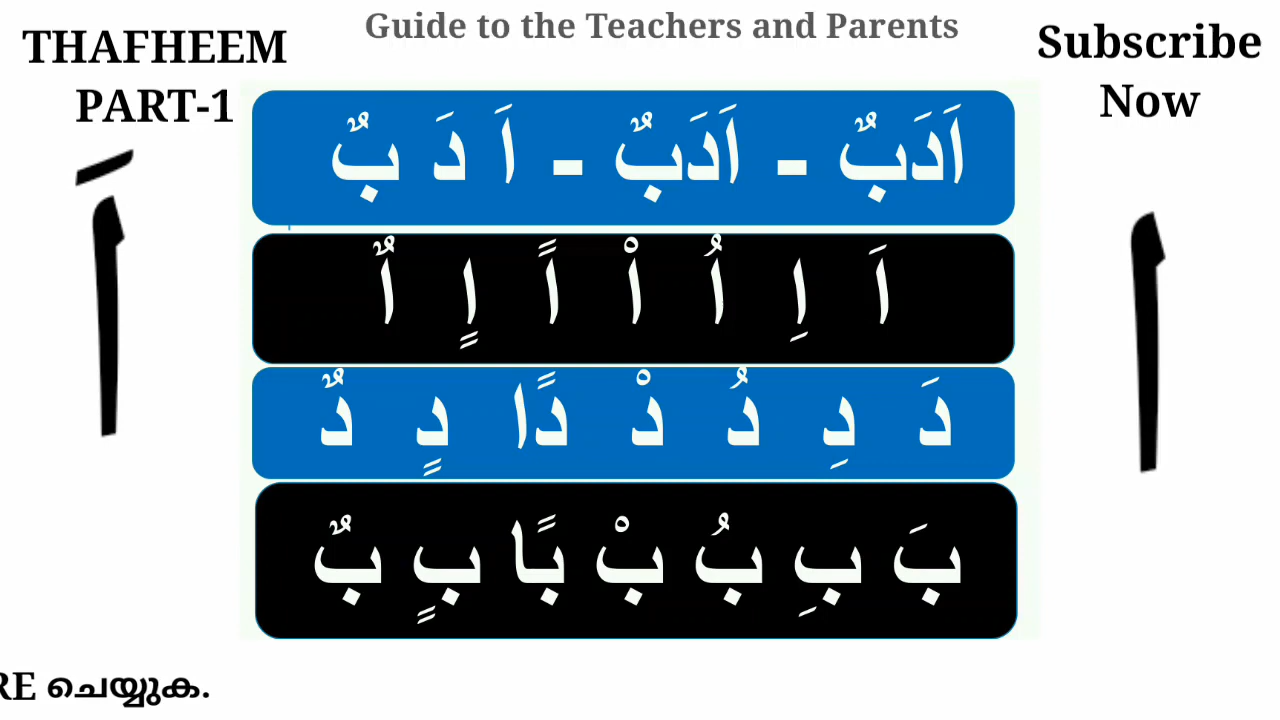 Guide to the Teachers and Parents
THAFHEEM
PART-1
Subscribe
Now
اَدَبٌ - اَدَبٌ - اَ دَ بٌ
اَ اِ اُ اْ اً اٍ اٌ
دَ دِ دُ دْ دًا دٍ دٌ
بَ بِ بُ بْ بًا بٍ بٌ
اَ
ا
RE ചെയ്യുക.